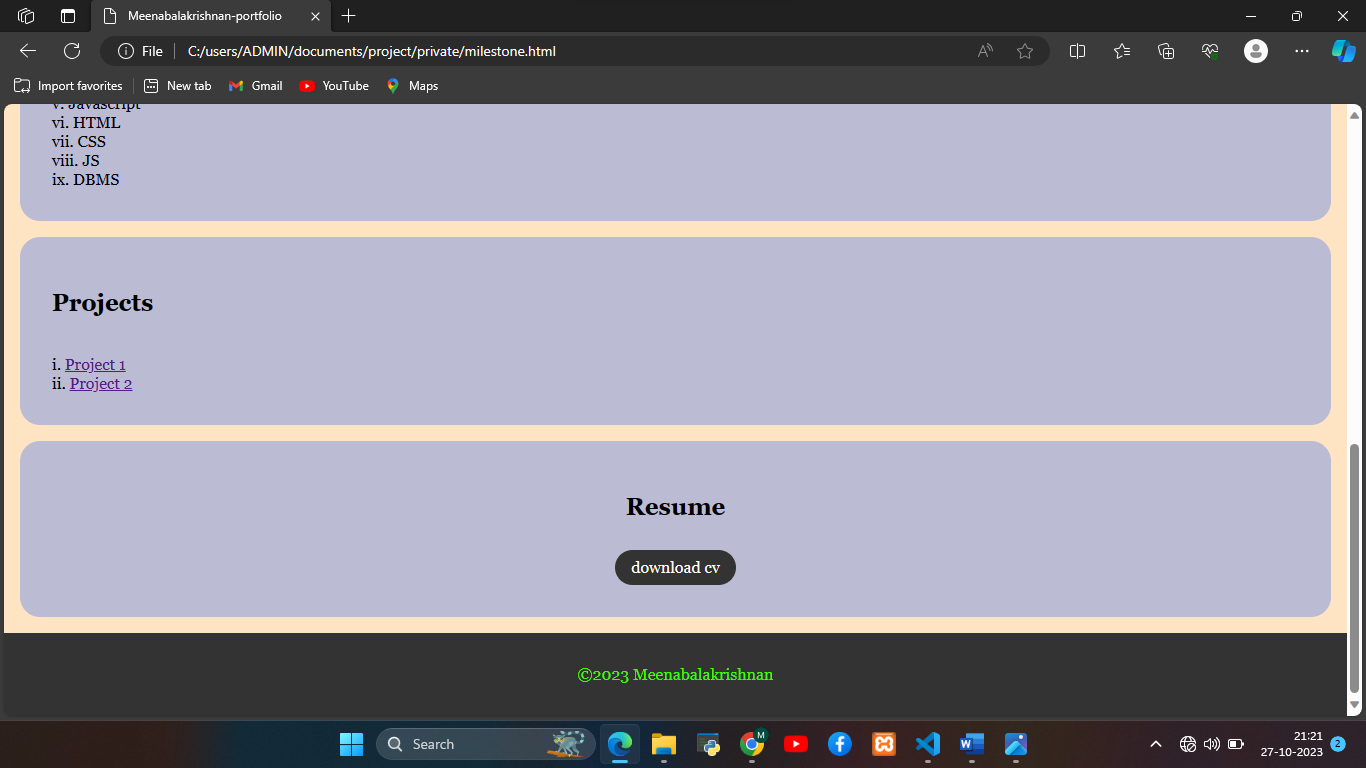 Meenabalakrishnan-portfolio
File C:/users/ADMIN/documents/project/private/milestone.html
Import favorites New tab Gmail YouTube Maps
v. Javascript
vi. HTML
vii. CSS
viii. JS
ix. DBMS
Projects
i. Project 1
ii. Project 2
Resume
download cv
©2023 Meenabalakrishnan
Search M 21:21
27-10-2023 2